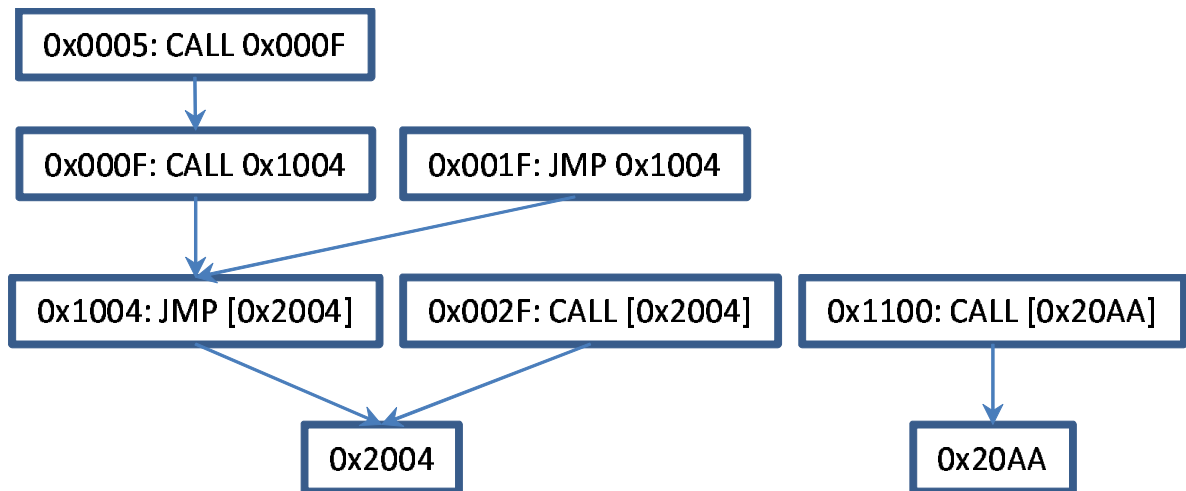 0x0005: CALL 0x000F
0x000F: CALL 0x1004
0x001F: JMP 0x1004
0x1004: JMP [0x2004]
0x002F: CALL [0x2004]
0x1100: CALL [0x20AA]
0x2004
0x20AA